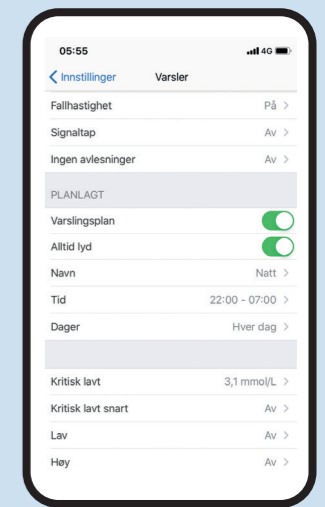 05:55 4G
Innstillinger Varsler
Fallhastighet På
Signaltap Av
Ingen avlesninger Av
PLANLAGT
Varslingsplan
Alltid lyd
Navn Natt
Tid 22:00 - 07:00
Dager Hver dag
Kritisk lavt 3,1 mmol/L
Kritisk lavt snart Av
Lav Av
Høy Av